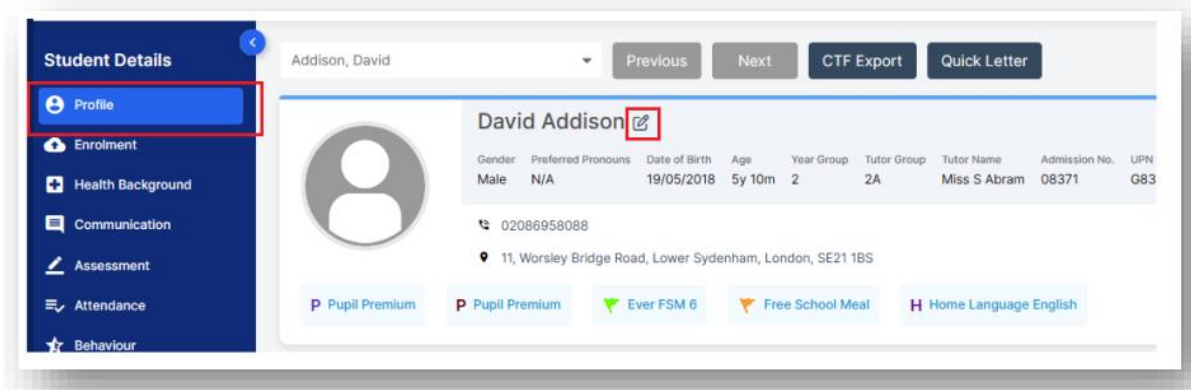 Student Details
Profile
Enrolment
Health Background
Communication
Assessment
Attendance
Behaviour
Addison, David
Previous Next CTF Export Quick Letter
David Addison
Gender Preferred Pronouns Date of Birth Age Year Group Tutor Group Tutor Name Admission No. UPN
Male N/A 19/05/2018 5y 10m 2 2A Miss S Abram 08371 G83
02086958088
11, Worsley Bridge Road, Lower Sydenham, London, SE21 1BS
P Pupil Premium P Pupil Premium Ever FSM 6 Free School Meal H Home Language English